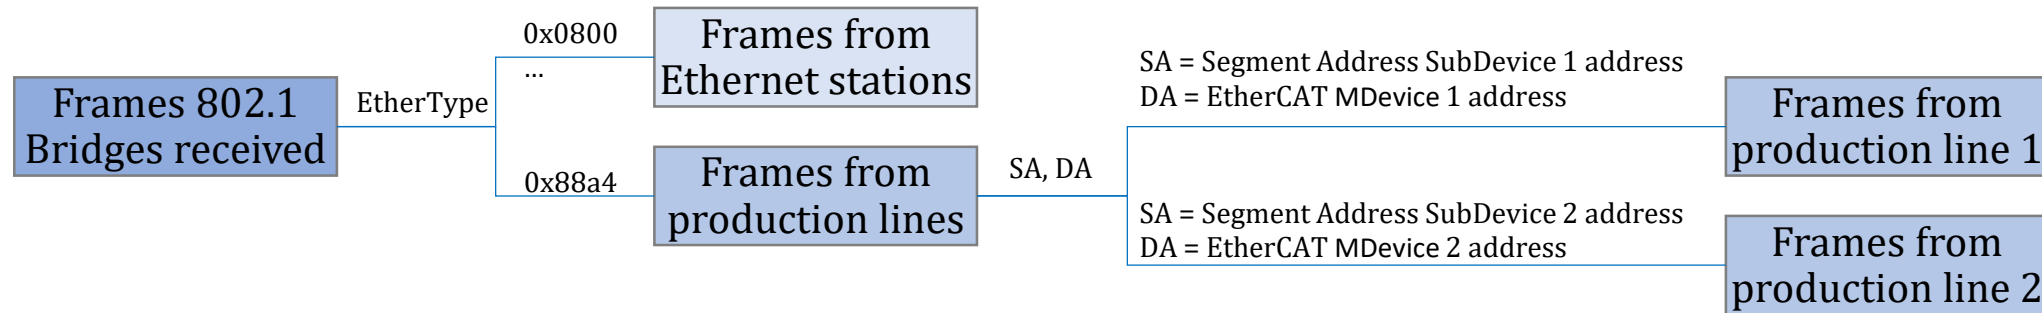 Frames 802.1
Bridges received
EtherType
0x0800
...
Frames from
Ethernet stations
0x88a4
Frames from
production lines
SA, DA
SA = Segment Address SubDevice 1 address
DA = EtherCAT MDevice 1 address
Frames from
production line 1
SA = Segment Address SubDevice 2 address
DA = EtherCAT MDevice 2 address
Frames from
production line 2